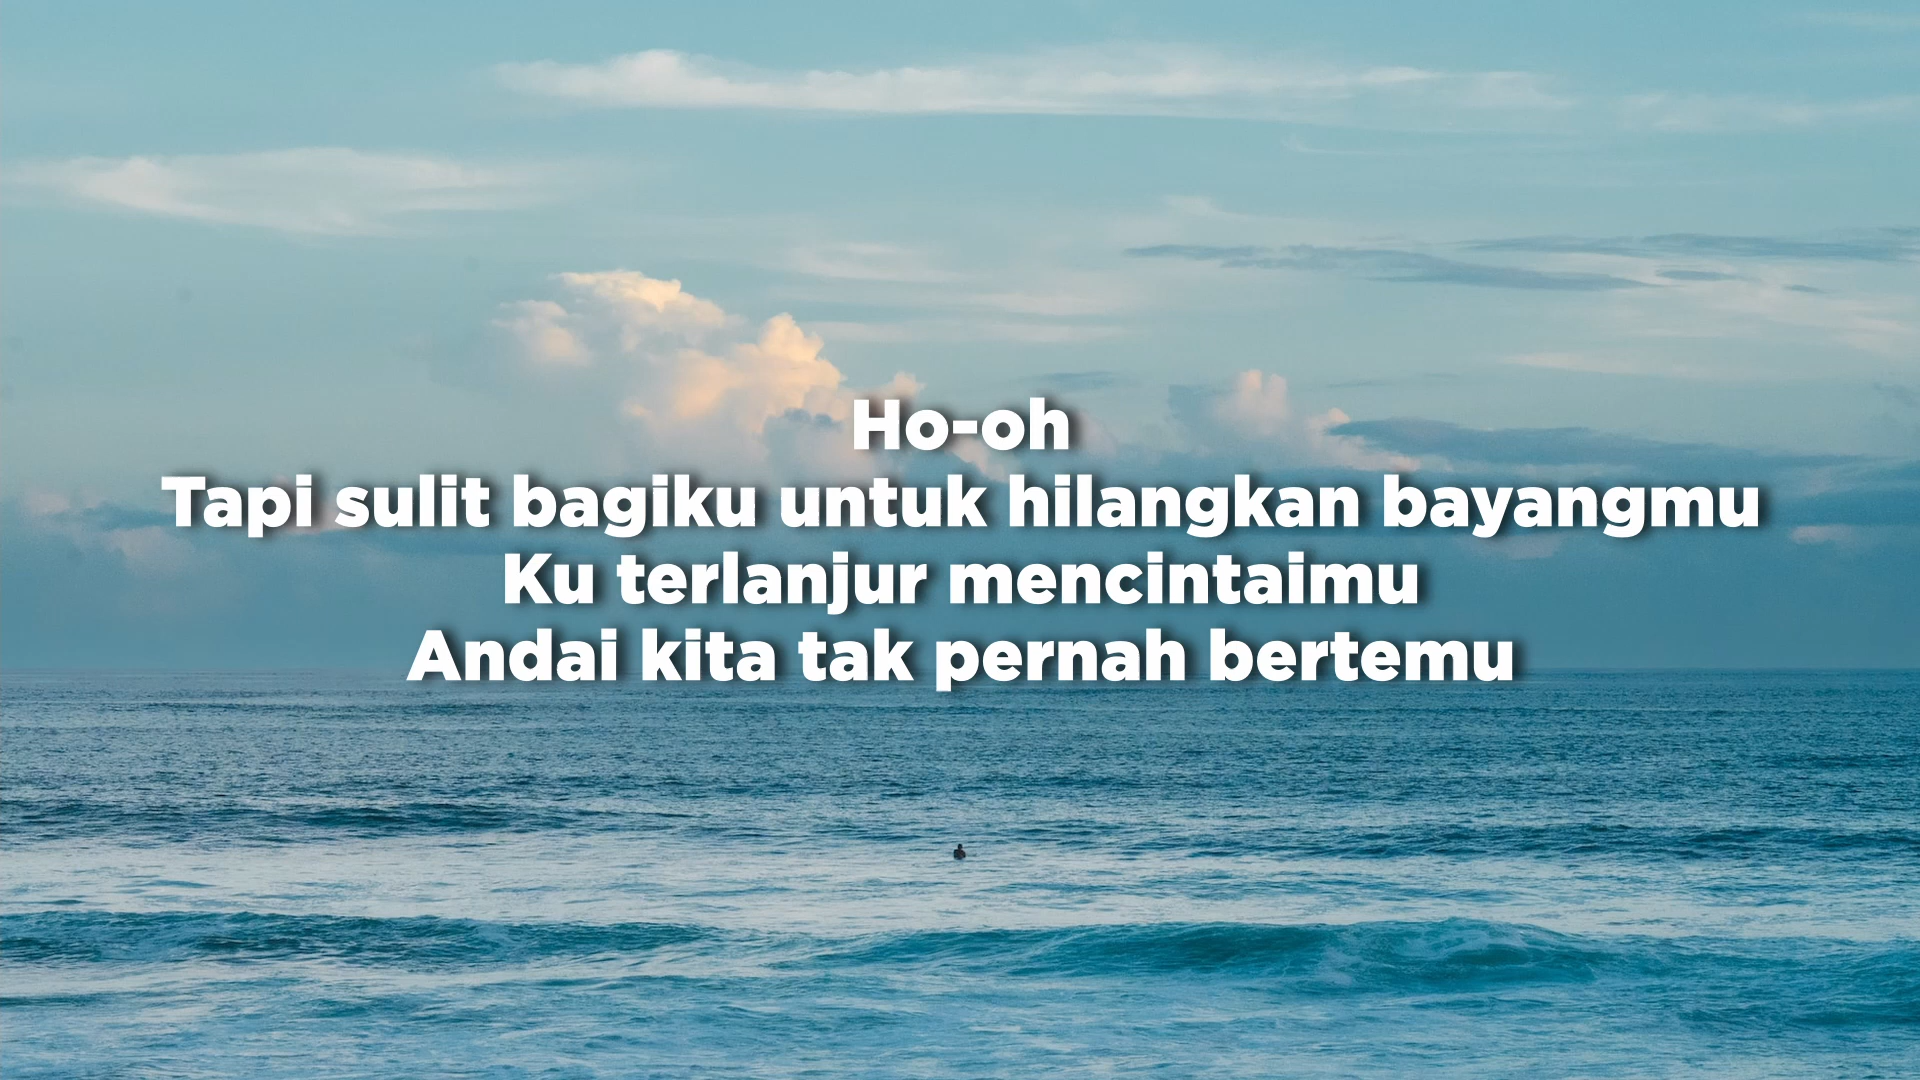 Ho-oh
Tapi sulit bagiku untuk hilangkan bayangmu
Ku terlanjur mencintaimu
Andai kita tak pernah bertemu